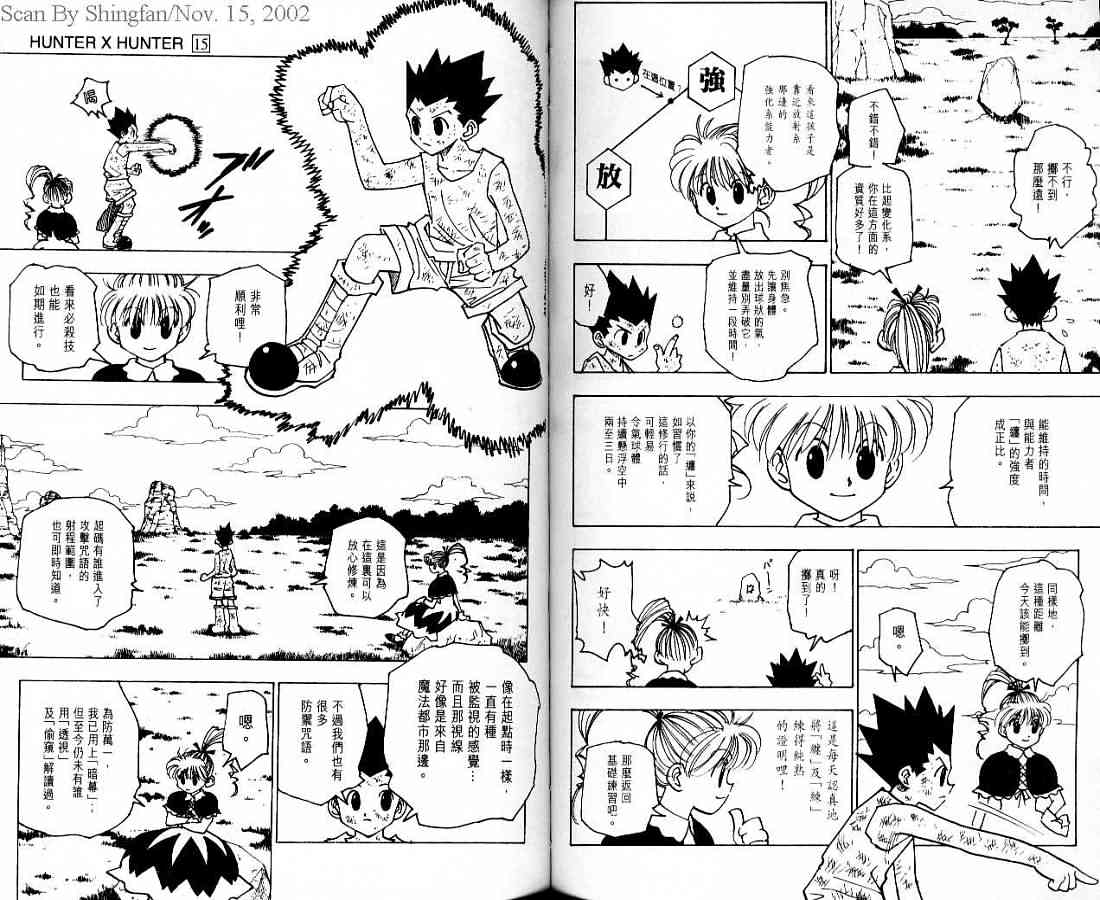 Scan By Shingfan/Nov. 15, 2002
HUNTER X HUNTER 15
不行，
擲不到
那麼遠！
不錯不錯！
比起變化系，
你在這方面的
資質好多了！
看來這孩子是
靠近放射系
那邊的
強化系能力者。
在這位置？
強
放
別焦急。
先讓身體
放出球狀的氣，
盡量別弄破它，
並維持一段時間！
好！
能維持的時間，
與能力者
「纏」的強度
成正比。
以你的「纏」來說，
如習慣了
這修行的話，
可輕易
令氣球體
持續懸浮空中
兩至三日。
同樣地，
這種距離
今天該能擲到。
嗯。
呀！
真的
擲到了！
バーン
好快！
這是每天認真地
將「纏」及「練」
練得純熟
的證明哩！
那麼返回
基礎練習吧。
喝
非常
順利哩！
看來必殺技
也能
如期進行。
這是因為
在這裏可以
放心修煉。
起碼有誰進入了
攻擊咒語的
射程範圍，
也可即時知道。
像在起點時一樣，
一直有種
被監視的感覺…
而且那視線
好像是來自
魔法都市那邊。
不過我們也有
很多
防禦咒語。
嗯。
為防萬一，
我已用上「暗幕」…
但至今仍未有誰
用「透視」
及「偷窺」解讀過。